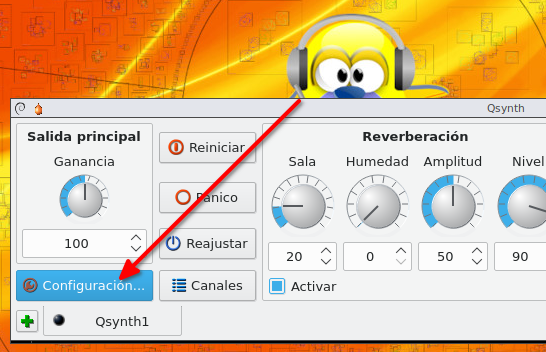 Qsynth
Salida principal
Ganancia
100
Configuración...
Reiniciar
Pánico
Reajustar
Canales
Reverberación
Sala
Humedad
Amplitud
Nivel
20
0
50
90
Activar
Qsynth1